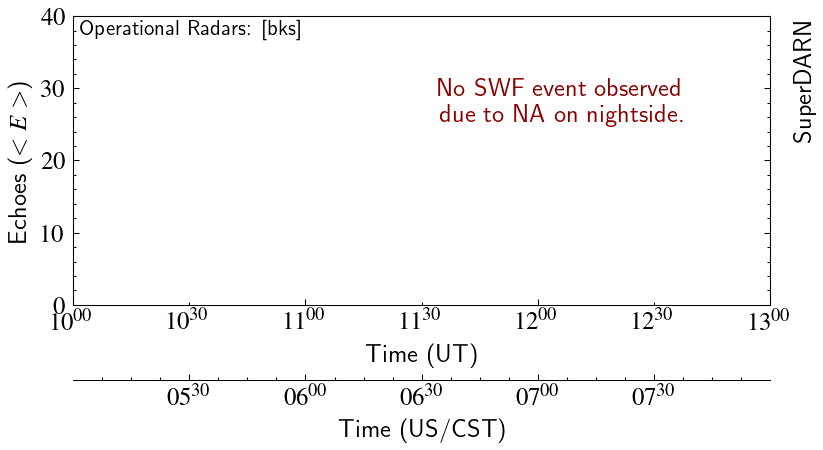 Operational Radars: [bks]
No SWF event observed
due to NA on nightside.
SuperDARN
Echoes (< E >)
40
30
20
10
0
10^00 10^30 11^00 11^30 12^00 12^30 13^00
Time (UT)
05^30 06^00 06^30 07^00 07^30
Time (US/CST)